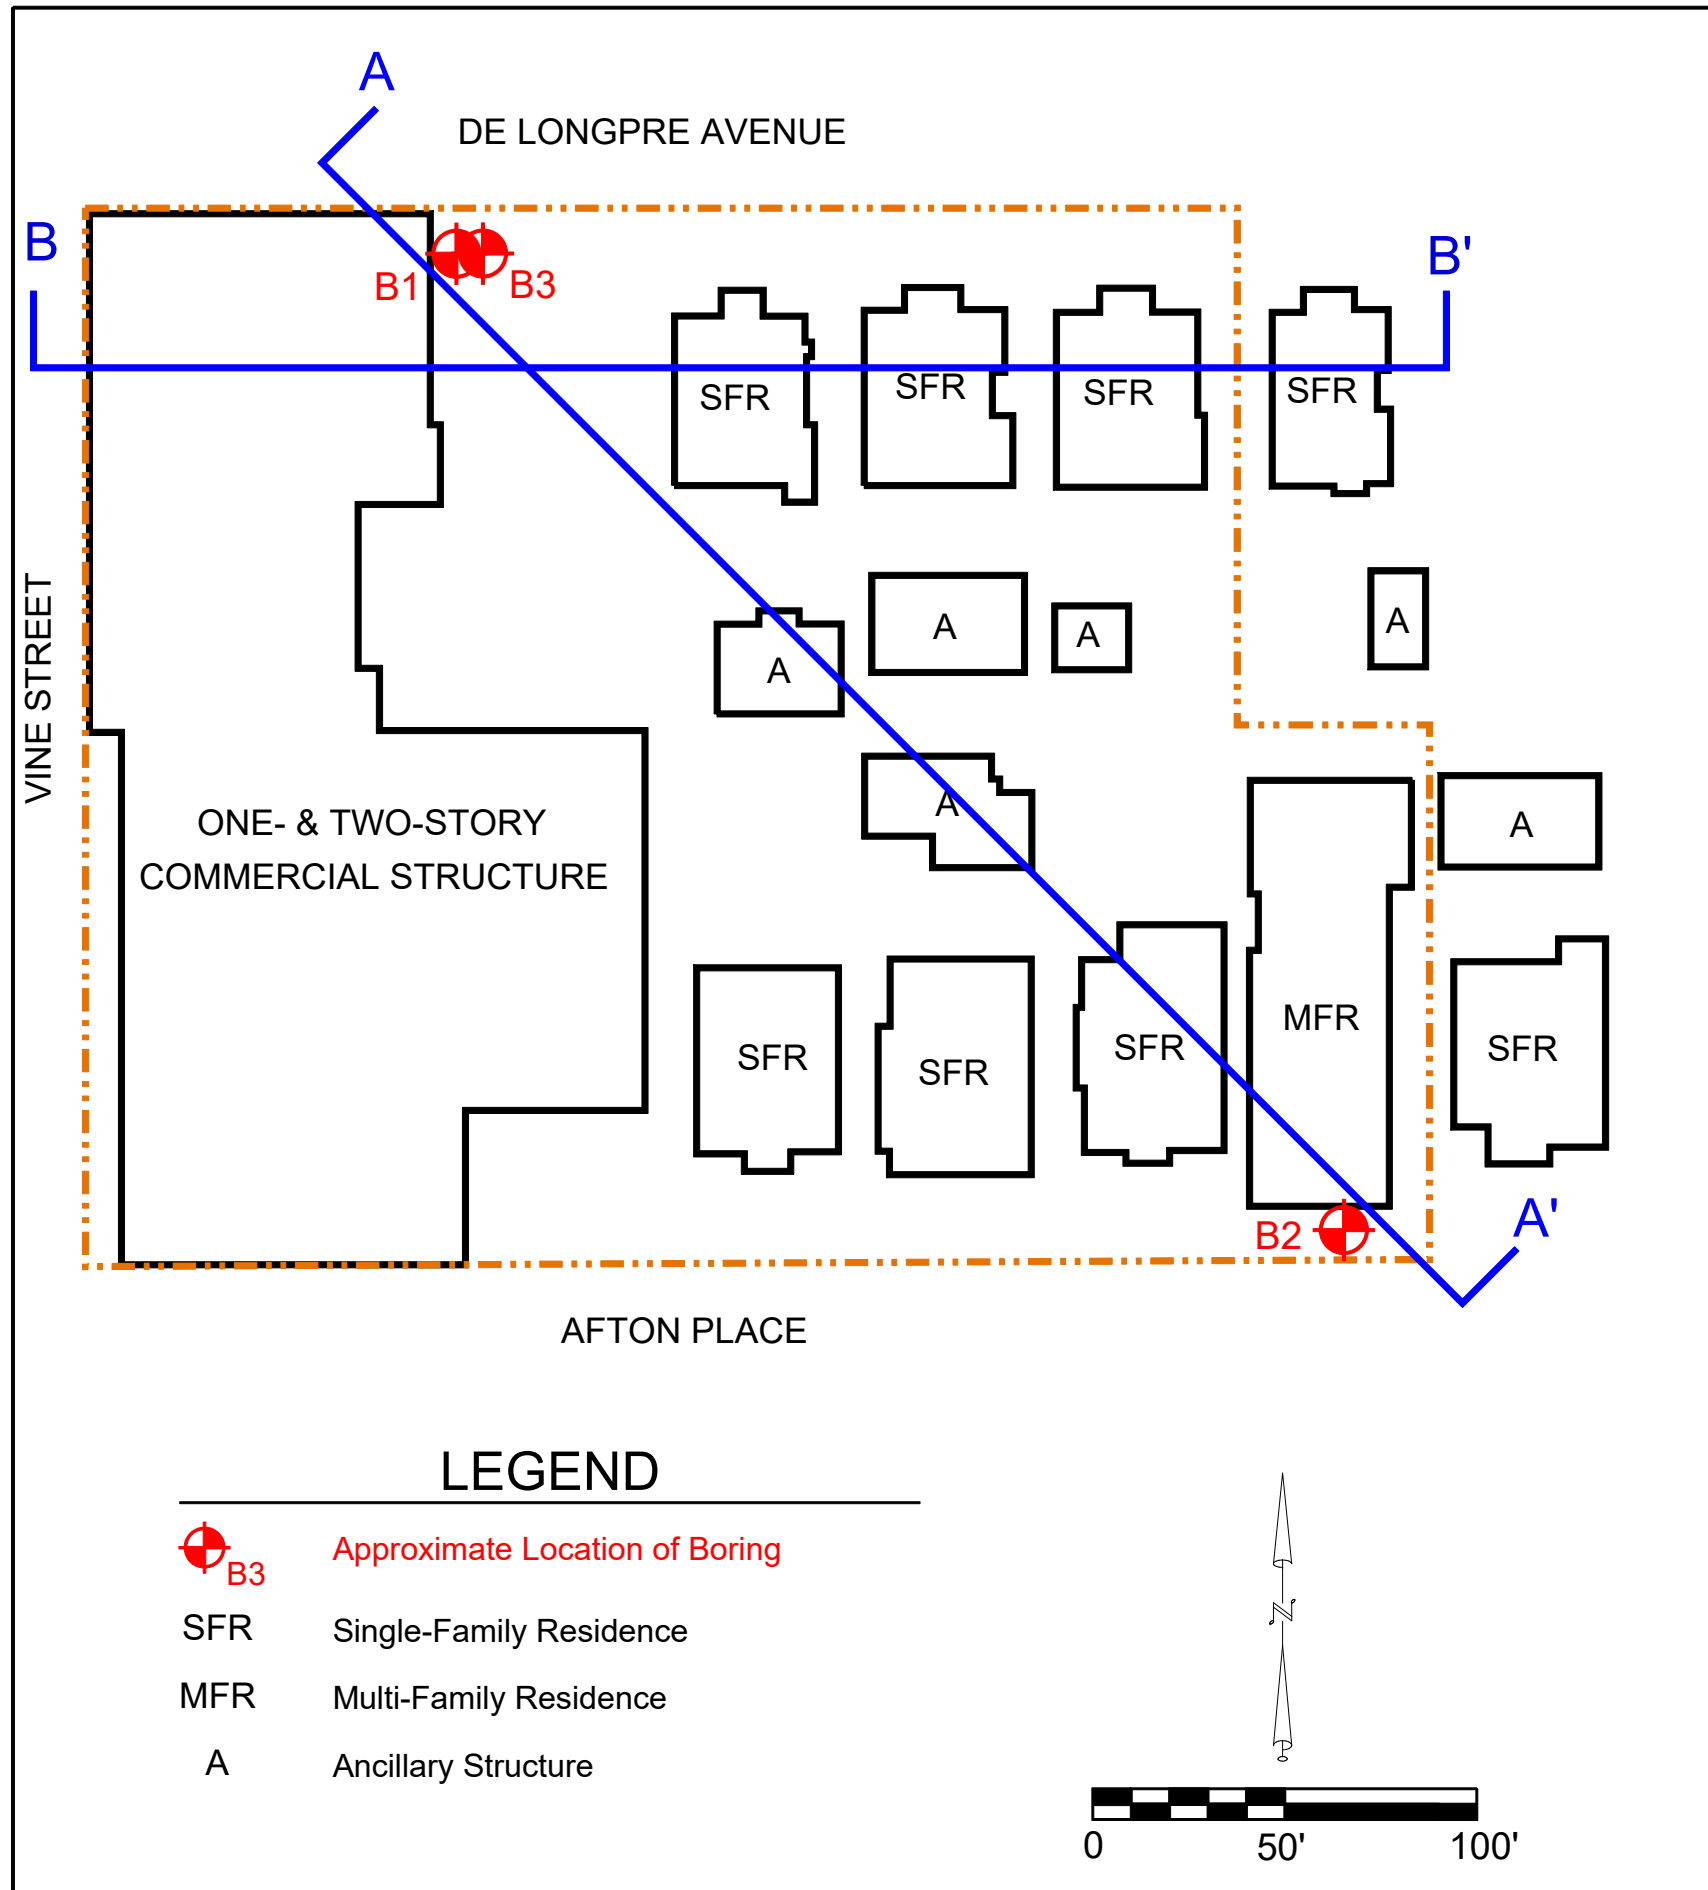 A
DE LONGPRE AVENUE
B
B'
B1
B3
SFR
SFR
SFR
SFR
VINE STREET
A
A
A
A
ONE- & TWO-STORY
COMMERCIAL STRUCTURE
A
A
SFR
SFR
SFR
MFR
SFR
B2
A'
AFTON PLACE
LEGEND
B3 Approximate Location of Boring
SFR Single-Family Residence
MFR Multi-Family Residence
A Ancillary Structure
N
0 50' 100'